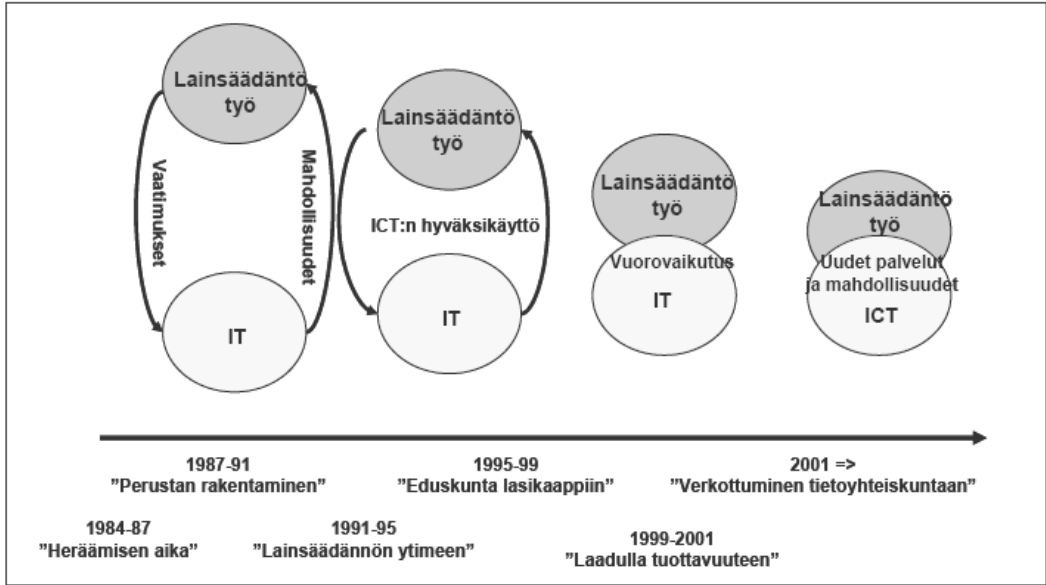 Lainsäädäntö
työ
Vaatimukset
Mahdollisuudet
IT
Lainsäädäntö
työ
ICT:n hyväksikäyttö
IT
Lainsäädäntö
työ
Vuorovaikutus
IT
Lainsäädäntö
työ
Uudet palvelut
ja mahdollisuudet
ICT
1987-91
”Perustan rakentaminen”
1995-99
”Eduskunta lasikaappiin”
2001 =>
”Verkottuminen tietoyhteiskuntaan”
1984-87
”Heräämisen aika”
1991-95
”Lainsäädännön ytimeen”
1999-2001
”Laadulla tuottavuuteen”